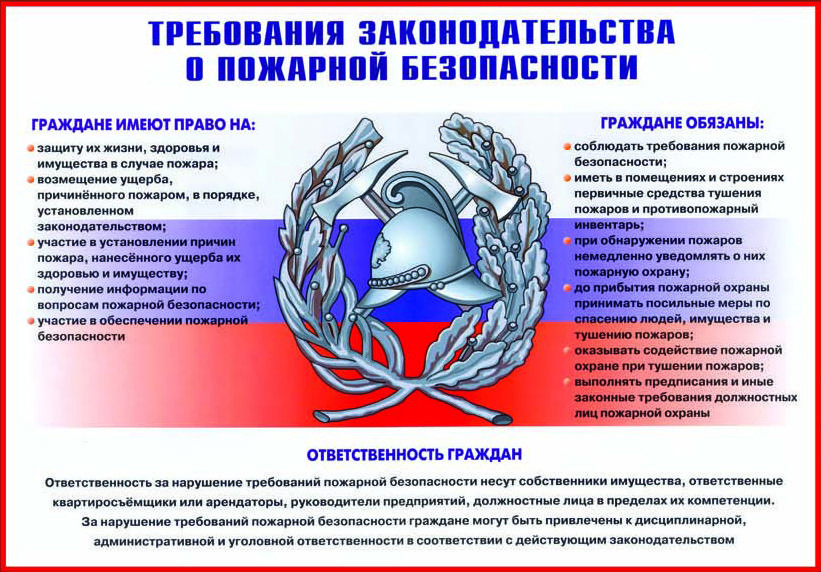 ТРЕБОВАНИЯ ЗАКОНОДАТЕЛЬСТВА
О ПОЖАРНОЙ БЕЗОПАСНОСТИ
ГРАЖДАНЕ ИМЕЮТ ПРАВО НА:
защиту их жизни, здоровья и
имущества в случае пожара;
возмещение ущерба,
причинённого пожаром, в порядке,
установленном
законодательством;
участие в установлении причин
пожара, нанесённого ущерба их
здоровью и имуществу;
получение информации по
вопросам пожарной безопасности;
участие в обеспечении пожарной
безопасности
ГРАЖДАНЕ ОБЯЗАНЫ:
соблюдать требования пожарной
безопасности;
иметь в помещениях и строениях
первичные средства тушения
пожаров и противопожарный
инвентарь;
при обнаружении пожаров
немедленно уведомлять о них
пожарную охрану;
до прибытия пожарной охраны
принимать посильные меры по
спасению людей, имущества и
тушению пожаров;
оказывать содействие пожарной
охране при тушении пожаров;
выполнять предписания и иные
законные требования должностных
лиц пожарной охраны
ОТВЕТСТВЕННОСТЬ ГРАЖДАН
Ответственность за нарушение требований пожарной безопасности несут собственники имущества, ответственные
квартиросъёмщики или арендаторы, руководители предприятий, должностные лица в пределах их компетенции.
За нарушение требований пожарной безопасности граждане могут быть привлечены к дисциплинарной,
административной и уголовной ответственности в соответствии с действующим законодательством